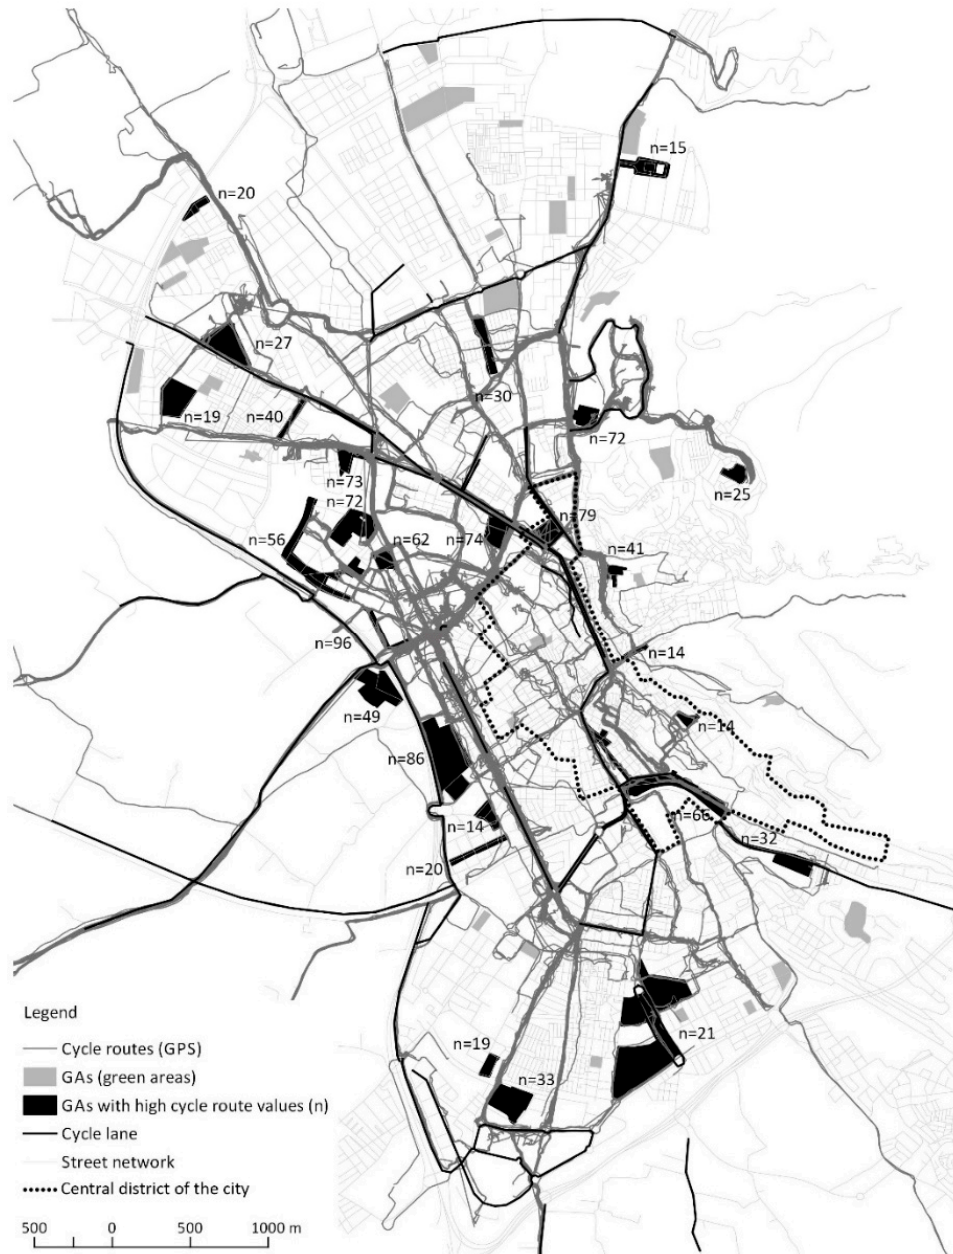 n=15
n=20
n=27
n=30
n=19
n=40
n=72
n=73
n=25
n=72
n=79
n=56
n=62
n=74
n=41
n=96
n=14
n=49
n=14
n=86
n=66
n=14
n=32
n=20
n=21
n=19
n=33
Legend
Cycle routes (GPS)
GAs (green areas)
GAs with high cycle route values (n)
Cycle lane
Street network
Central district of the city
500 0 500 1000 m